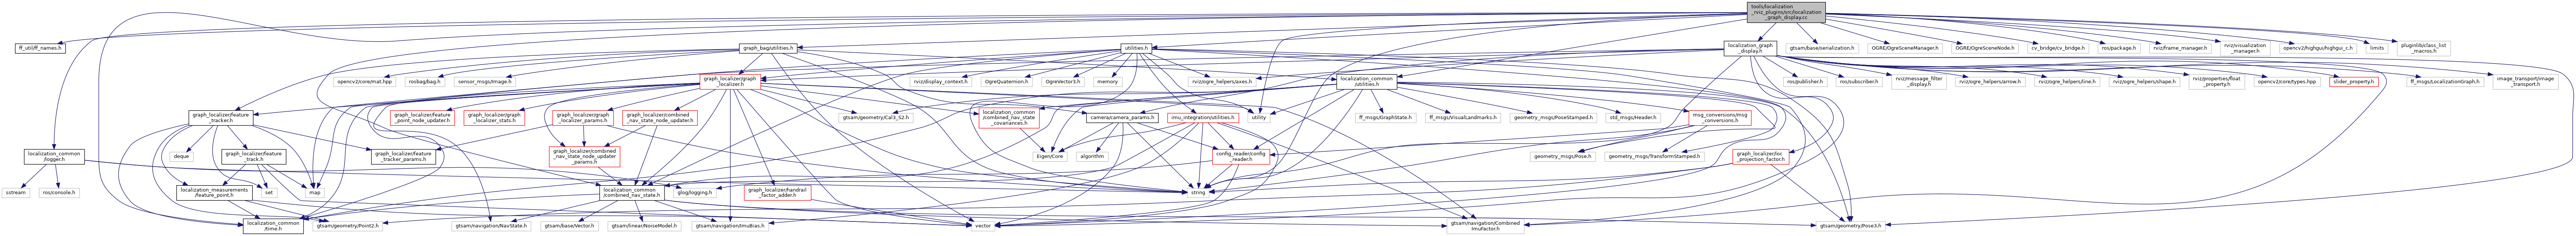 tools/localization
_rviz_plugins/src/localization
_graph_display.cc
ff_util/ff_names.h
graph_bag/utilities.h
utilities.h
localization_graph
_display.h
gtsam/base/serialization.h
OGRE/OgreSceneManager.h
OGRE/OgreSceneNode.h
cv_bridge/cv_bridge.h
ros/package.h
rviz/frame_manager.h
rviz/visualization
_manager.h
opencv2/highgui/highgui_c.h
limits
pluginlib/class_list
_macros.h
opencv2/core/mat.hpp
rosbag/bag.h
sensor_msgs/Image.h
graph_localizer/graph
_localizer.h
rviz/display_context.h
OgreQuaternion.h
OgreVector3.h
memory
rviz/ogre_helpers/axes.h
localization_common
/utilities.h
ros/publisher.h
ros/subscriber.h
rviz/message_filter
_display.h
rviz/ogre_helpers/arrow.h
rviz/ogre_helpers/line.h
rviz/ogre_helpers/shape.h
rviz/properties/float
_property.h
opencv2/core/types.hpp
slider_property.h
ff_msgs/LocalizationGraph.h
image_transport/image
_transport.h
graph_localizer/feature
_tracker.h
graph_localizer/feature
_point_node_updater.h
graph_localizer/graph
_localizer_stats.h
graph_localizer/graph
_localizer_params.h
graph_localizer/combined
_nav_state_node_updater.h
gtsam/geometry/Cal3_S2.h
localization_common
/combined_nav_state
_covariances.h
camera/camera_params.h
imu_integration/utilities.h
utility
ff_msgs/GraphState.h
ff_msgs/VisualLandmarks.h
geometry_msgs/PoseStamped.h
std_msgs/Header.h
msg_conversions/msg
_conversions.h
localization_common
/logger.h
deque
graph_localizer/feature
_track.h
graph_localizer/feature
_tracker_params.h
graph_localizer/combined
_nav_state_node_updater
_params.h
Eigen/Core
algorithm
config_reader/config
_reader.h
geometry_msgs/Pose.h
geometry_msgs/TransformStamped.h
graph_localizer/loc
_projection_factor.h
sstream
ros/console.h
localization_measurements
/feature_point.h
set
map
localization_common
/combined_nav_state.h
glog/logging.h
graph_localizer/handrail
_factor_adder.h
string
localization_common
/time.h
gtsam/geometry/Point2.h
gtsam/navigation/NavState.h
gtsam/base/Vector.h
gtsam/linear/NoiseModel.h
gtsam/navigation/ImuBias.h
vector
gtsam/navigation/Combined
ImuFactor.h
gtsam/geometry/Pose3.h